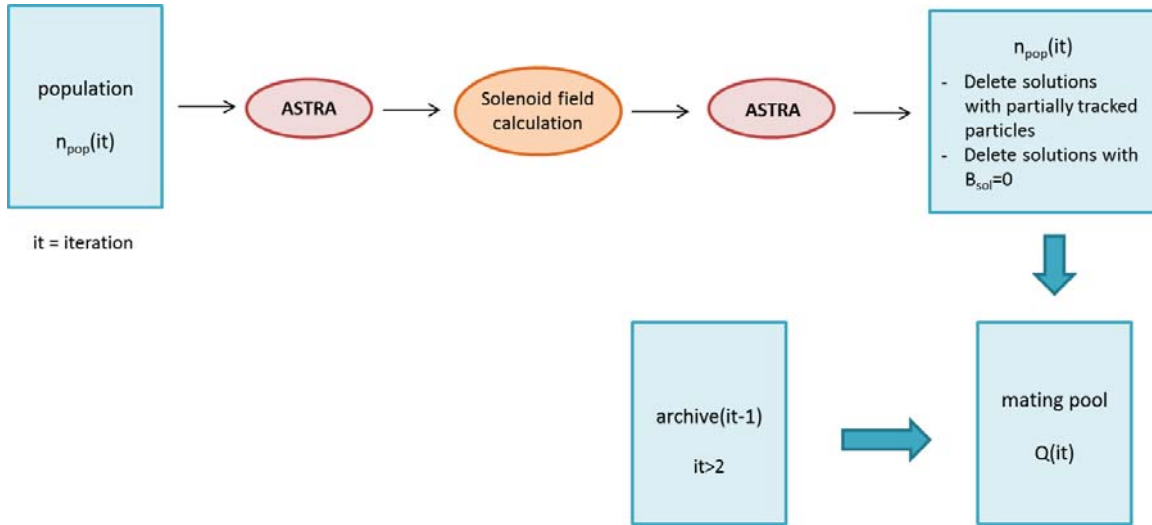 population
n_pop(it)
it = iteration
ASTRA
Solenoid field
calculation
ASTRA
n_pop(it)
- Delete solutions
with partially tracked
particles
- Delete solutions with
B_sol=0
archive(it-1)
it>2
mating pool
Q(it)